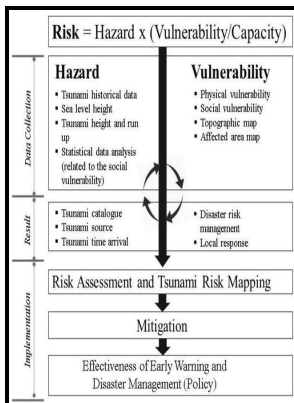 Risk = Hazard x (Vulnerability/Capacity)
Data Collection
Hazard
▪ Tsunami historical data
▪ Sea level height
▪ Tsunami height and run
up
▪ Statistical data analysis
(related to the social
vulnerability)
Vulnerability
▪ Physical vulnerability
▪ Social vulnerability
▪ Topographic map
▪ Affected area map
Result
▪ Tsunami catalogue
▪ Tsunami source
▪ Tsunami time arrival
▪ Disaster risk
management
▪ Local response
Implementation
Risk Assessment and Tsunami Risk Mapping
Mitigation
Effectiveness of Early Warning and
Disaster Management (Policy)